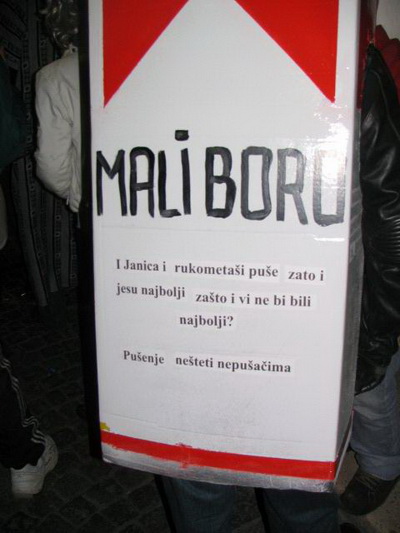 MALI BORO
I Janica i rukometaši puše zato i
jesu najbolji zašto i vi ne bi bili
najbolji?
Pušenje nešteti nepušačima